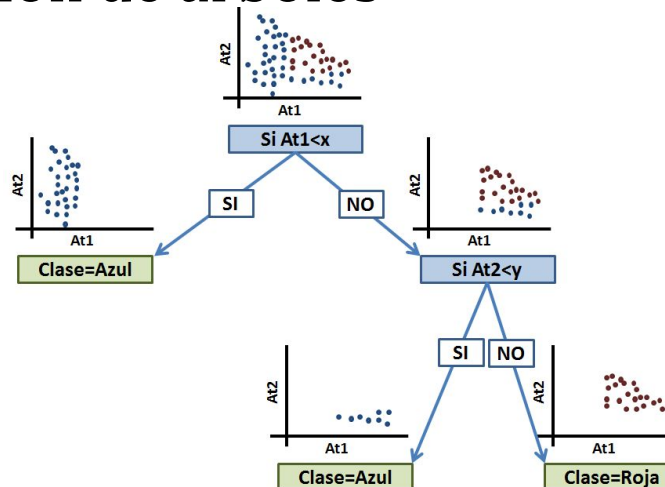 At2
At1
Si At1<x
At2
At1
SI
NO
At2
At1
Clase=Azul
Si At2<y
At2
At1
SI
NO
At2
At1
Clase=Azul
Clase=Roja